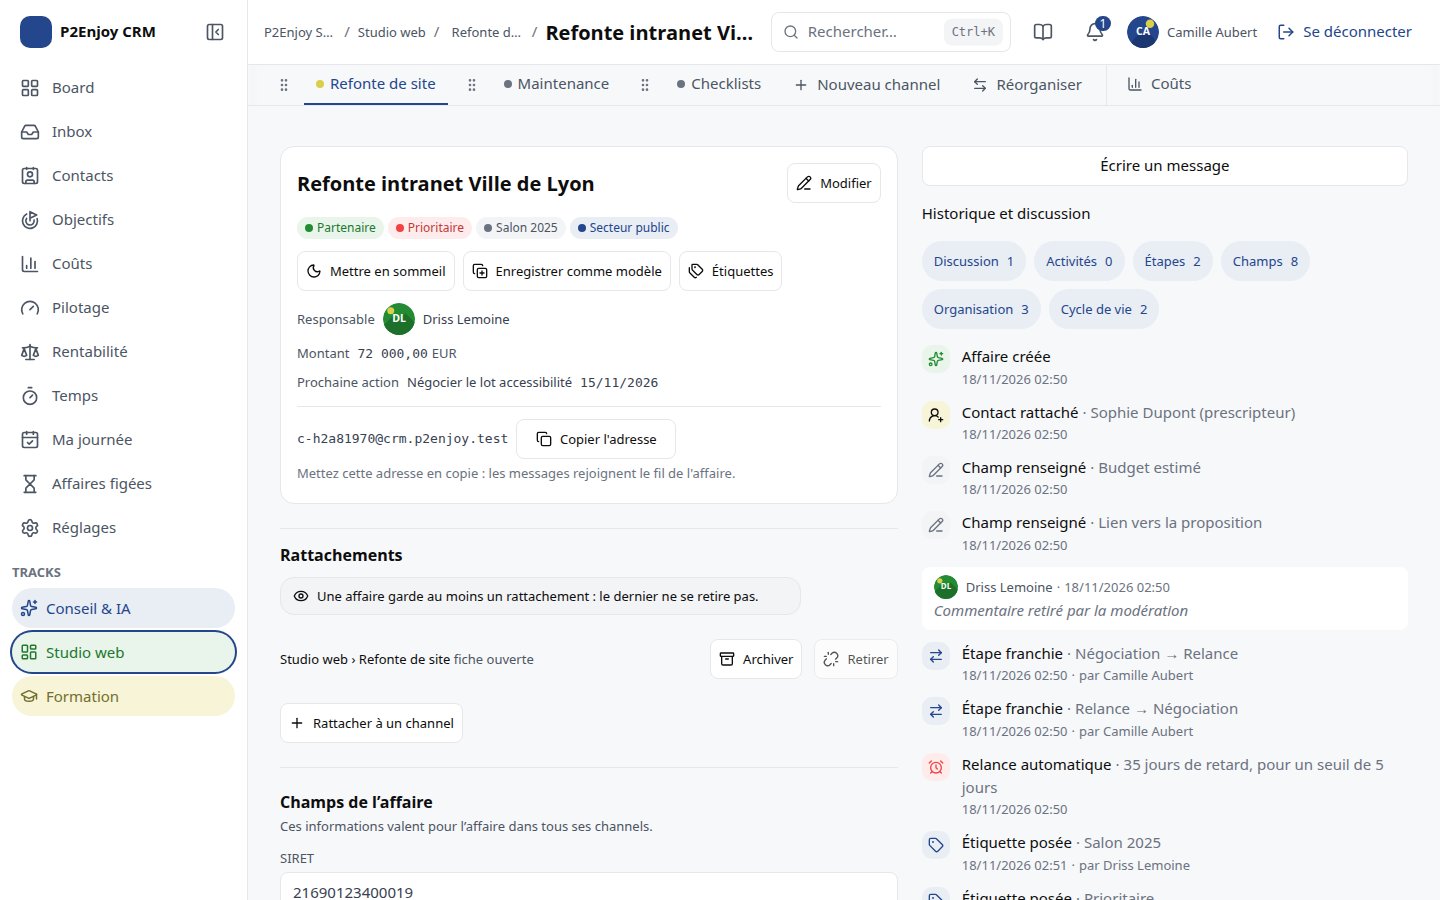 P2Enjoy CRM
Board
Inbox
Contacts
Objectifs
Coûts
Pilotage
Rentabilité
Temps
Ma journée
Affaires figées
Réglages
TRACKS
Conseil & IA
Studio web
Formation
P2Enjoy S... / Studio web / Refonte d... / Refonte intranet Vi...
Rechercher... Ctrl+K
1
CA Camille Aubert
Se déconnecter
Refonte de site
Maintenance
Checklists
Nouveau channel
Réorganiser
Coûts
Refonte intranet Ville de Lyon
Modifier
Partenaire Prioritaire Salon 2025 Secteur public
Mettre en sommeil Enregistrer comme modèle Étiquettes
Responsable DL Driss Lemoine
Montant 72 000,00 EUR
Prochaine action Négocier le lot accessibilité 15/11/2026
c-h2a81970@crm.p2enjoy.test Copier l'adresse
Mettez cette adresse en copie : les messages rejoignent le fil de l'affaire.
Rattachements
Une affaire garde au moins un rattachement : le dernier ne se retire pas.
Studio web › Refonte de site fiche ouverte Archiver Retirer
Rattacher à un channel
Champs de l’affaire
Ces informations valent pour l’affaire dans tous ses channels.
SIRET
21690123400019
Écrire un message
Historique et discussion
Discussion 1 Activités 0 Étapes 2 Champs 8
Organisation 3 Cycle de vie 2
Affaire créée
18/11/2026 02:50
Contact rattaché · Sophie Dupont (prescripteur)
18/11/2026 02:50
Champ renseigné · Budget estimé
18/11/2026 02:50
Champ renseigné · Lien vers la proposition
18/11/2026 02:50
DL Driss Lemoine · 18/11/2026 02:50
Commentaire retiré par la modération
Étape franchie · Négociation → Relance
18/11/2026 02:50 · par Camille Aubert
Étape franchie · Relance → Négociation
18/11/2026 02:50 · par Camille Aubert
Relance automatique · 35 jours de retard, pour un seuil de 5
jours
18/11/2026 02:50
Étiquette posée · Salon 2025
18/11/2026 02:51 · par Driss Lemoine
Étiquette posée · Prioritaire